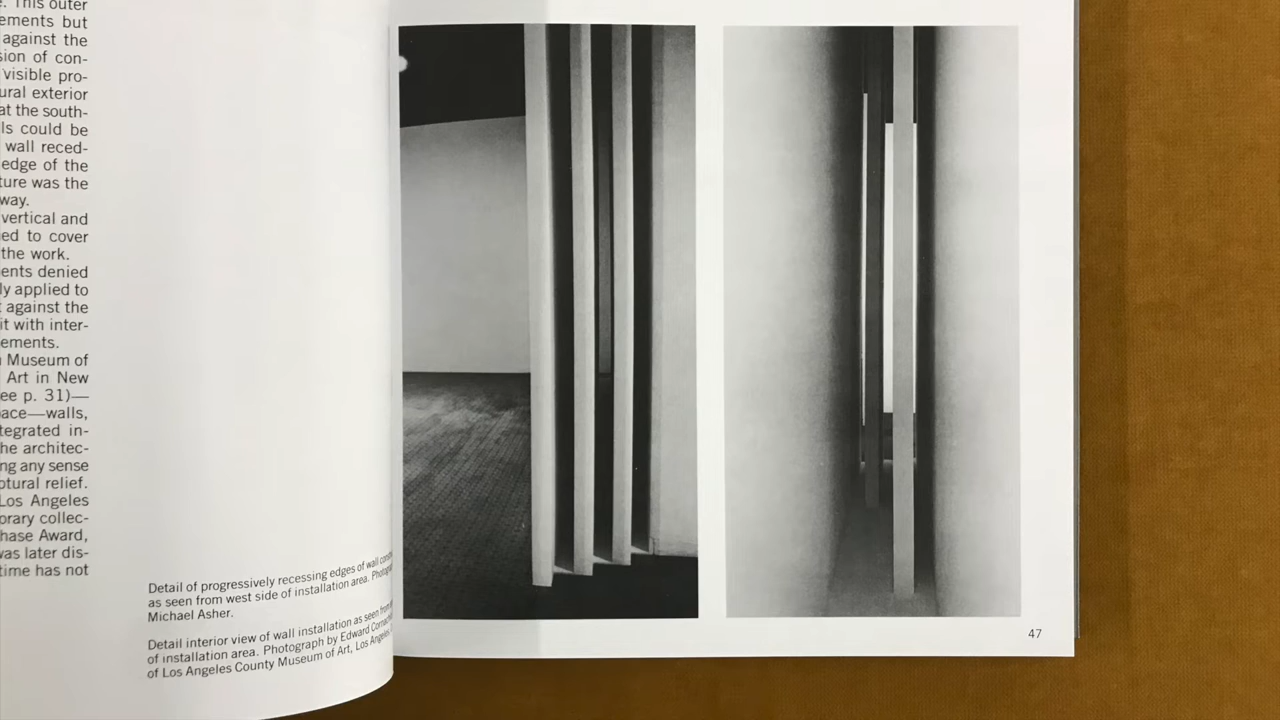 This outer
ements but
against the
sion of con-
visible pro-
ural exterior
at the south-
ls could be
wall reced-
edge of the
ture was the
way.
vertical and
ed to cover
the work.
ents denied
ly applied to
against the
it with inter-
ements.
Museum of
Art in New
ee p. 31)—
ace—walls,
tegrated in-
he architec-
ng any sense
ptural relief.
Los Angeles
orary collec-
hase Award,
was later dis-
time has not
Detail of progressively recessing edges of wall
as seen from west side of installation area.
Michael Asher.
Detail interior view of wall installation as seen from
of installation area. Photograph by Edward
of Los Angeles County Museum of Art, Los Angeles
47